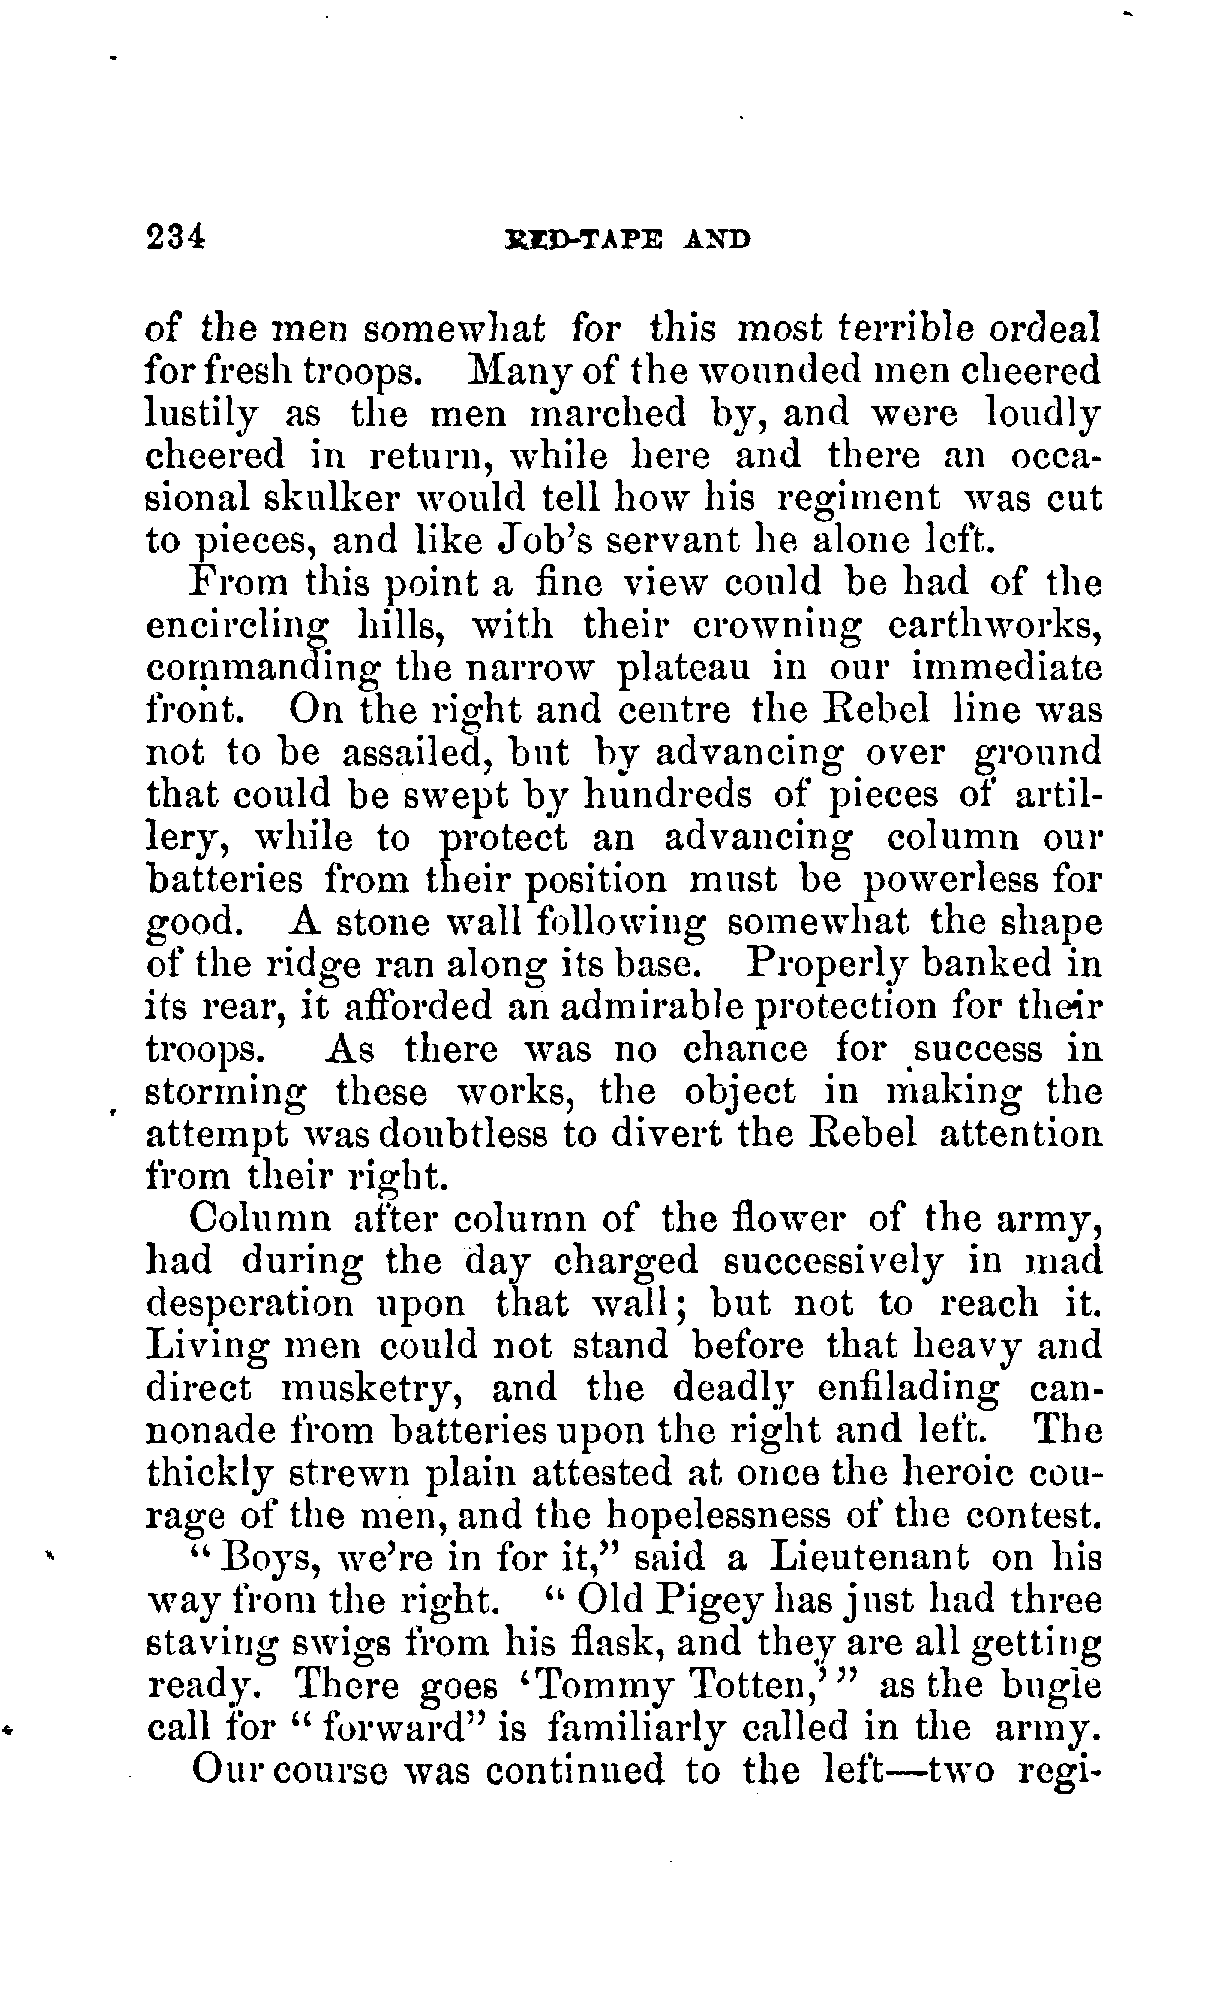 234 RED-TAPE AND
of the men somewhat for this most terrible ordeal
for fresh troops. Many of the wounded men cheered
lustily as the men marched by, and were loudly
cheered in return, while here and there an occa-
sional skulker would tell how his regiment was cut
to pieces, and like Job's servant he alone left.
From this point a fine view could be had of the
encircling hills, with their crowning earthworks,
commanding the narrow plateau in our immediate
front. On the right and centre the Rebel line was
not to be assailed, but by advancing over ground
that could be swept by hundreds of pieces of artil-
lery, while to protect an advancing column our
batteries from their position must be powerless for
good. A stone wall following somewhat the shape
of the ridge ran along its base. Properly banked in
its rear, it afforded an admirable protection for their
troops. As there was no chance for success in
storming these works, the object in making the
attempt was doubtless to divert the Rebel attention
from their right.
Column after column of the flower of the army,
had during the day charged successively in mad
desperation upon that wall; but not to reach it.
Living men could not stand before that heavy and
direct musketry, and the deadly enfilading can-
nonade from batteries upon the right and left. The
thickly strewn plain attested at once the heroic cou-
rage of the men, and the hopelessness of the contest.
"Boys, we're in for it," said a Lieutenant on his
way from the right. "Old Pigey has just had three
staving swigs from his flask, and they are all getting
ready. There goes 'Tommy Totten,'" as the bugle
call for "forward" is familiarly called in the army.
Our course was continued to the left—two regi-